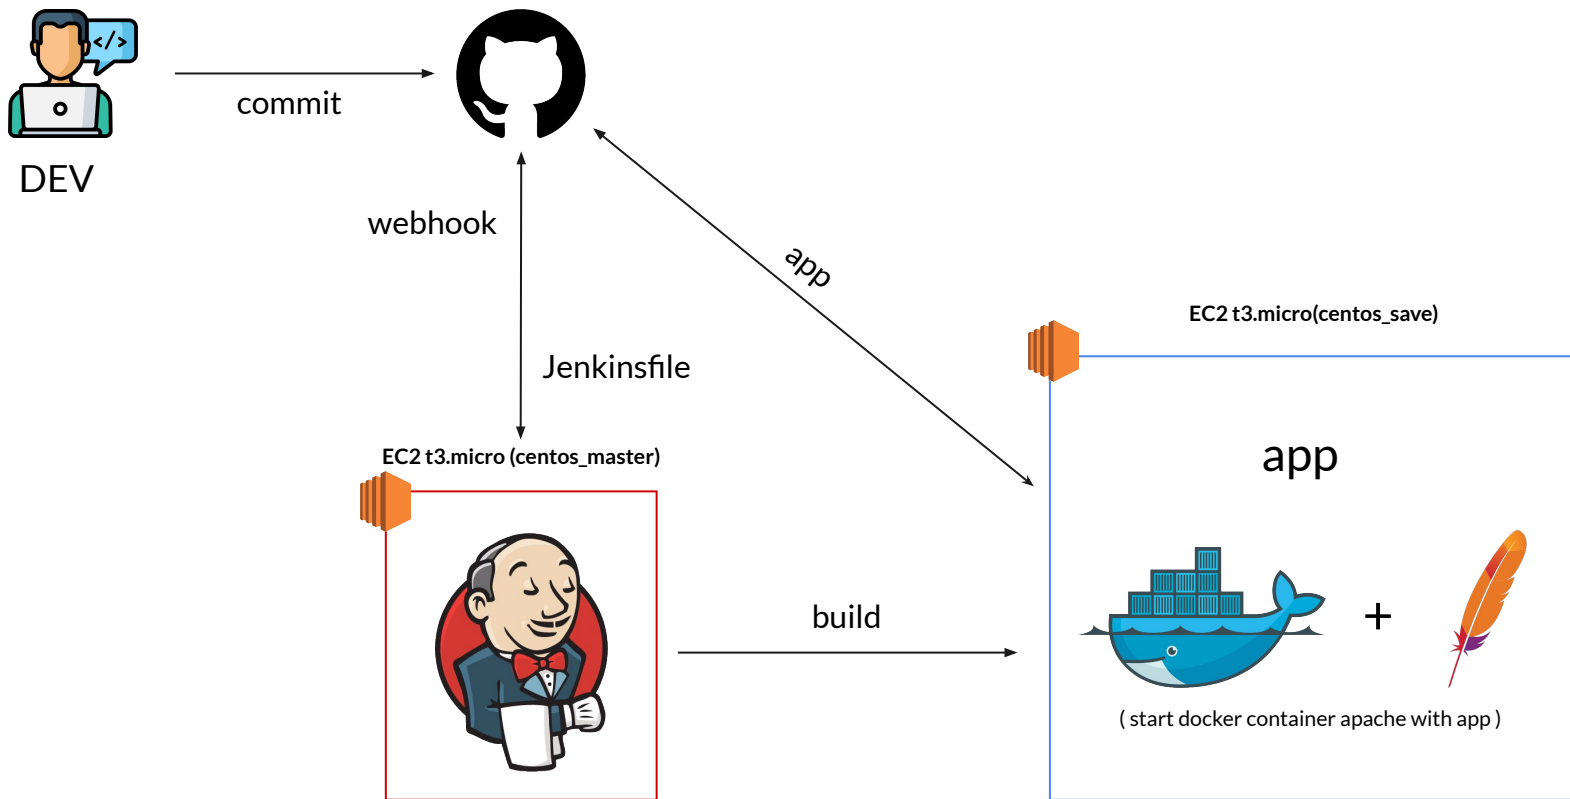 </>
commit
DEV
webhook
app
EC2 t3.micro(centos_save)
Jenkinsfile
EC2 t3.micro (centos_master)
app
build
+
( start docker container apache with app )